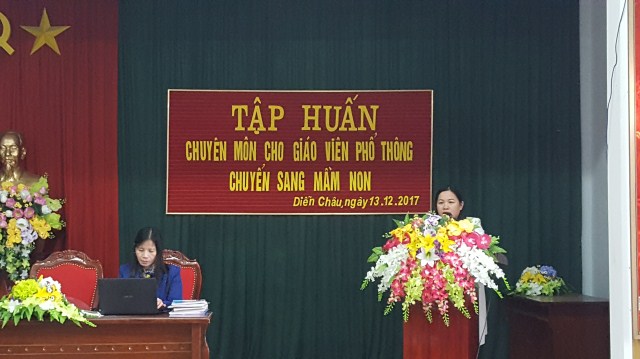 TẬP HUẤN
CHUYÊN MÔN CHO GIÁO VIÊN PHỔ THÔNG
CHUYỂN SANG MẦM NON
Diễn Châu, ngày 13.12.2017